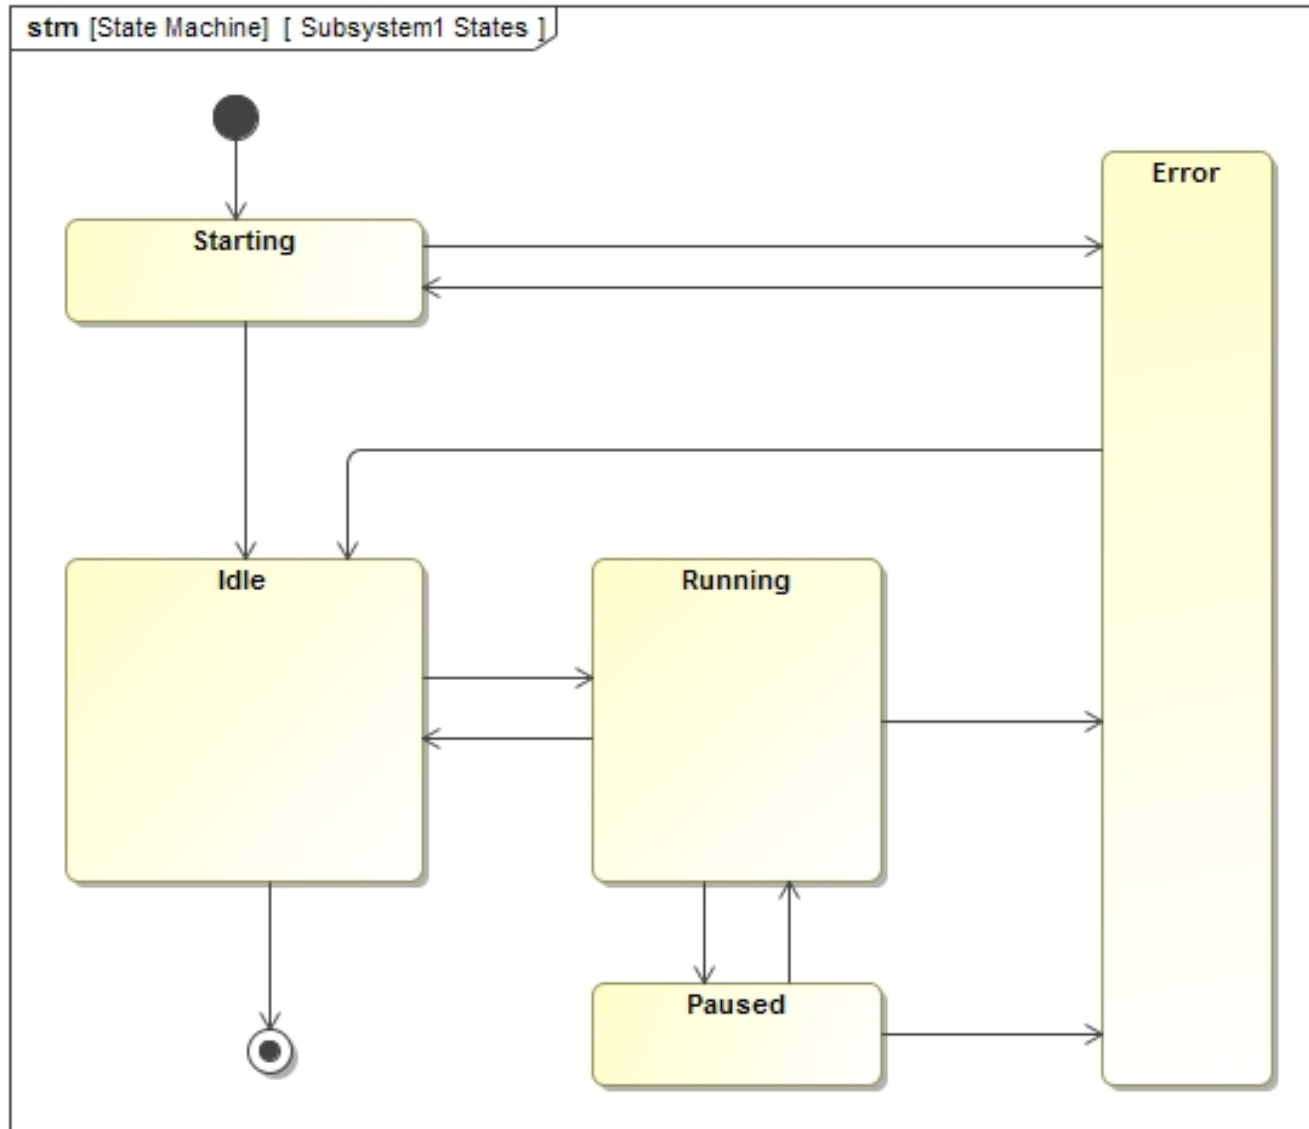 stm [State Machine] [ Subsystem1 States ]
Error
Starting
Idle
Running
Paused